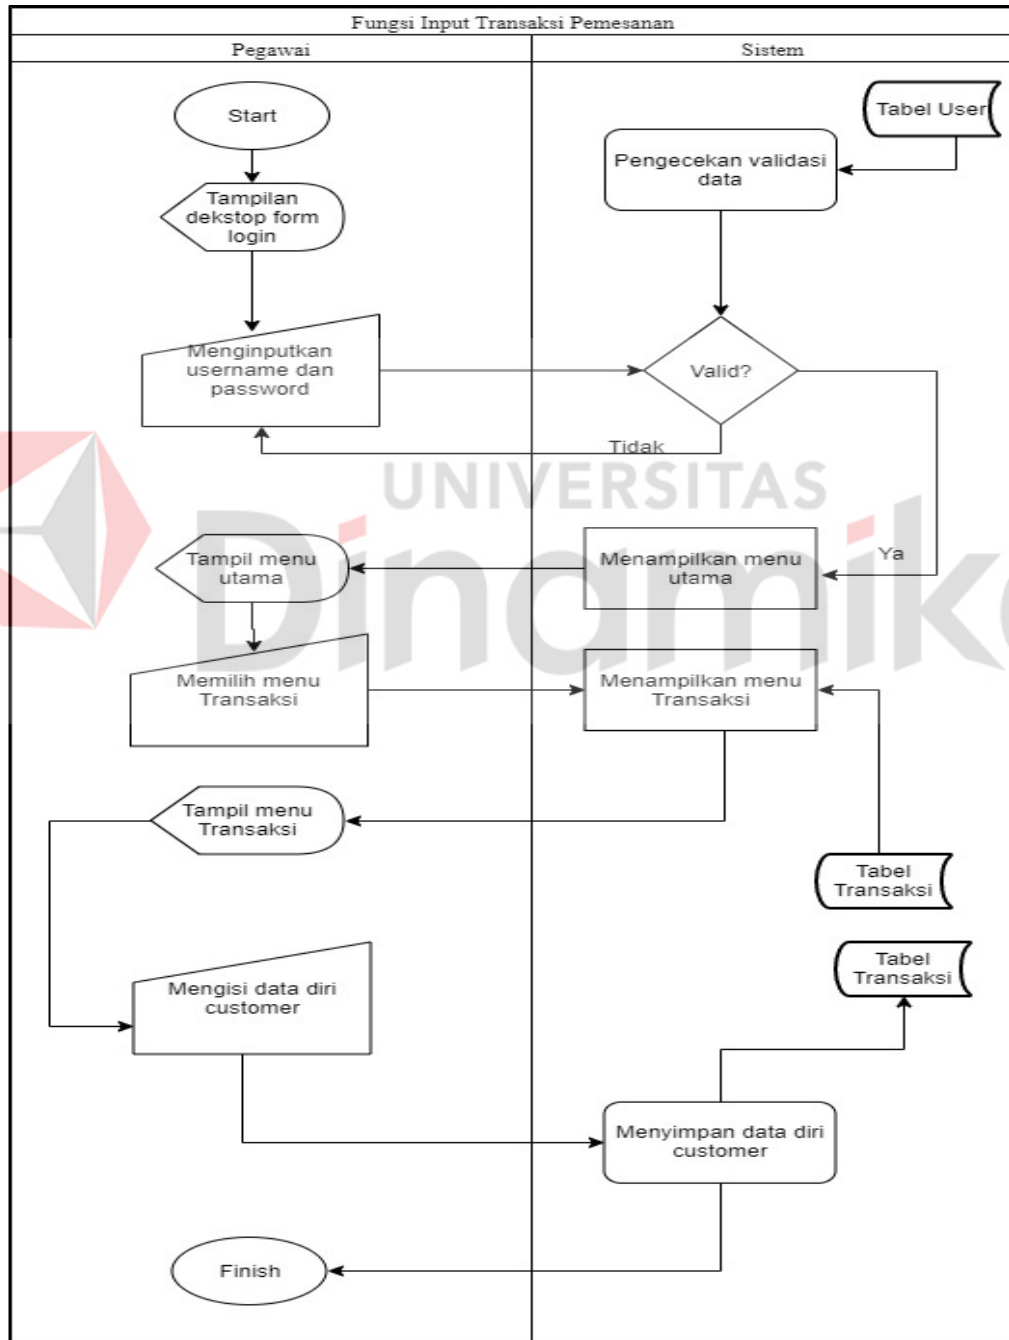 Fungsi Input Transaksi Pemesanan
Pegawai
Sistem
Start
Tabel User
Pengecekan validasi
data
Tampilan
dekstop form
login
Menginputkan
username dan
password
Valid?
Tidak
UNIVERSITAS
Dinamika
Ya
Tampil menu
utama
Menampilkan menu
utama
Memilih menu
Transaksi
Menampilkan menu
Transaksi
Tampil menu
Transaksi
Tabel
Transaksi
Mengisi data diri
customer
Tabel
Transaksi
Menyimpan data diri
customer
Finish